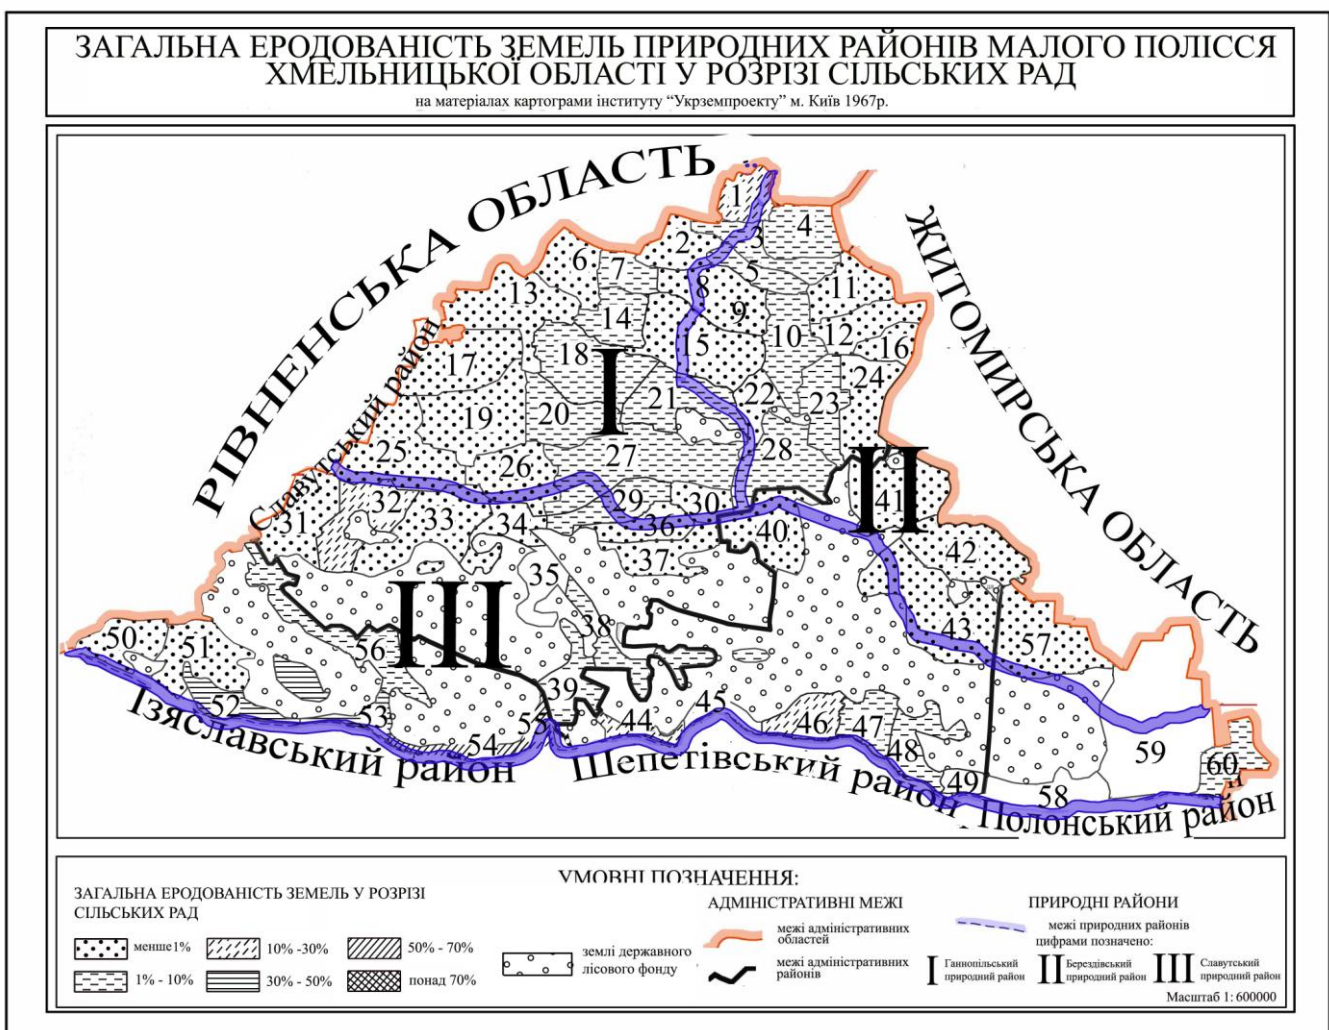 ЗАГАЛЬНА ЕРОДОВАНІСТЬ ЗЕМЕЛЬ ПРИРОДНИХ РАЙОНІВ МАЛОГО ПОЛІССЯ
ХМЕЛЬНИЦЬКОЇ ОБЛАСТІ У РОЗРІЗІ СІЛЬСЬКИХ РАД
на матеріалах картограми інституту “Укрземпроекту” м. Київ 1967р.
РІВНЕНСЬКА ОБЛАСТЬ
ЖИТОМИРСЬКА ОБЛАСТЬ
Славутський район
1
2
3
4
5
6
7
8
9
10
11
12
13
14
15
16
17
18
19
20
21
22
23
24
25
26
27
28
29
30
31
32
33
34
35
36
37
38
39
40
41
42
43
44
45
46
47
48
49
50
51
52
53
54
55
56
57
58
59
60
I
II
III
Ізяславський район
Шепетівський район
Полонський район
УМОВНІ ПОЗНАЧЕННЯ:
ЗАГАЛЬНА ЕРОДОВАНІСТЬ ЗЕМЕЛЬ У РОЗРІЗІ
СІЛЬСЬКИХ РАД
менше 1%
10% -30%
50% - 70%
1% - 10%
30% - 50%
понад 70%
землі державного
лісового фонду
АДМІНІСТРАТИВНІ МЕЖІ
межі адміністративних
областей
межі адміністративних
районів
ПРИРОДНІ РАЙОНИ
межі природних районів
цифрами позначено:
I Ганнопільський
природний район
II Берездівський
природний район
III Славутський
природний район
Масштаб 1: 600000